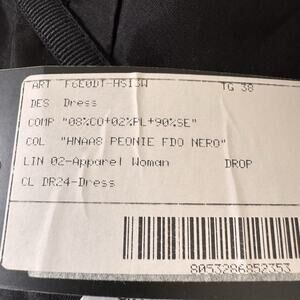 ART F6E0DT-HS13W TG 38
DES Dress
COMP "08%CO+02%PL+90%SE"
COL "HNAA8 PEONIE FDO NERO"
LIN 02-Apparel Woman DROP
CL DR24-Dress
8053286852353